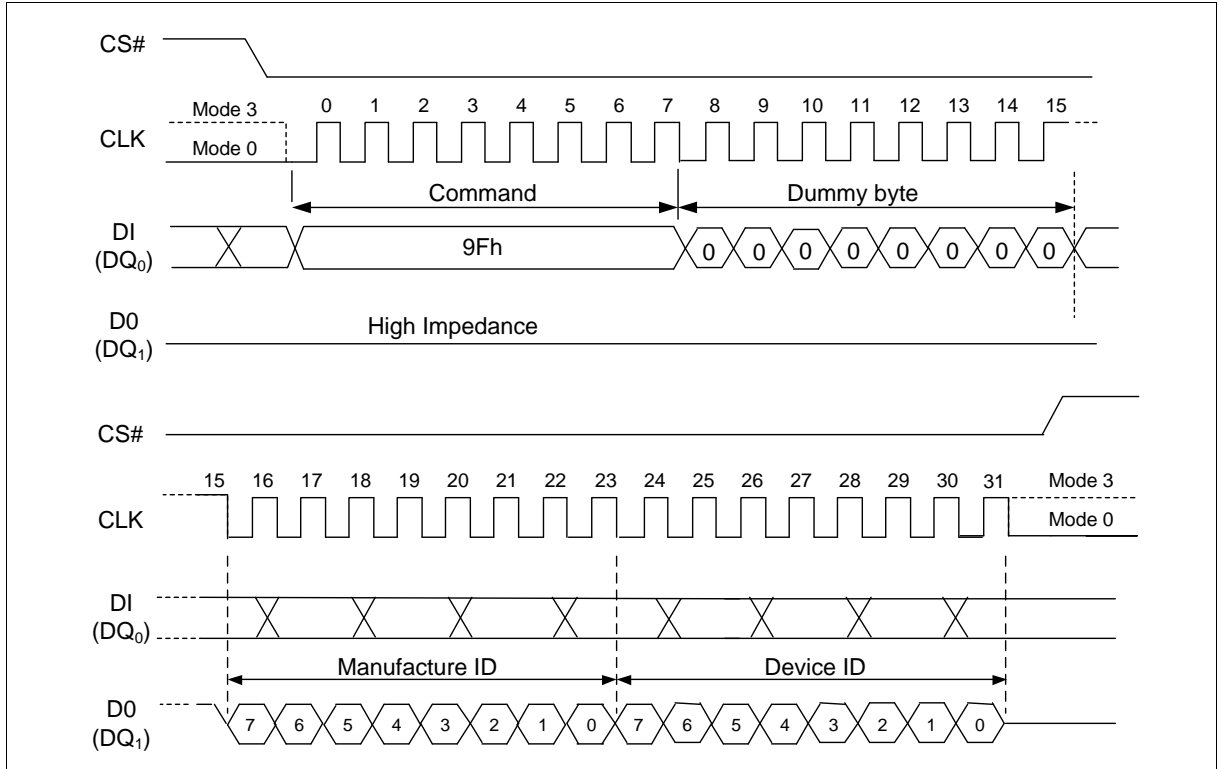 CS#
Mode 3
0 1 2 3 4 5 6 7 8 9 10 11 12 13 14 15
CLK
Mode 0
Command
Dummy byte
DI
(DQ0)
9Fh
0 0 0 0 0 0 0 0
D0
(DQ1)
High Impedance
CS#
15 16 17 18 19 20 21 22 23 24 25 26 27 28 29 30 31
Mode 3
CLK
Mode 0
DI
(DQ0)
Manufacture ID
Device ID
D0
(DQ1)
7 6 5 4 3 2 1 0 7 6 5 4 3 2 1 0